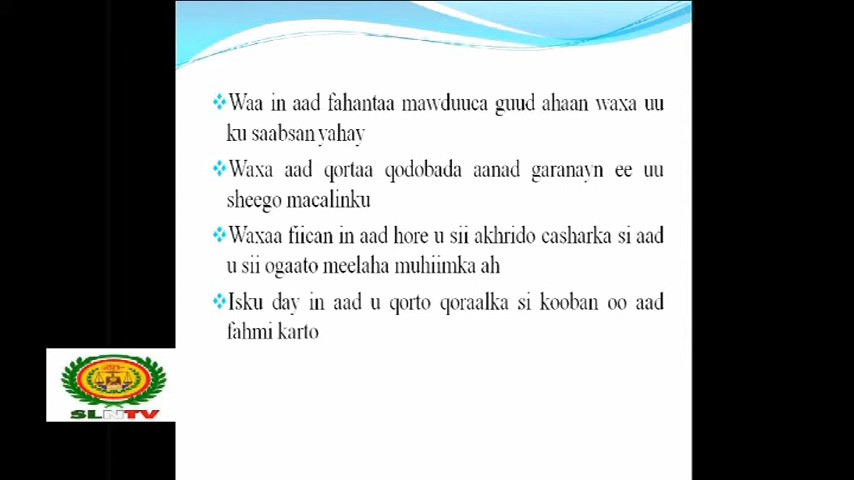 Waa in aad fahantaa mawduuca guud ahaan waxa uu
ku saabsan yahay
Waxa aad qortaa qodobada aanad garanayn ee uu
sheego macalinku
Waxaa fiican in aad hore u sii akhrido casharka si aad
u sii ogaato meelaha muhiimka ah
Isku day in aad u qorto qoraalka si kooban oo aad
fahmi karto
SLNTV